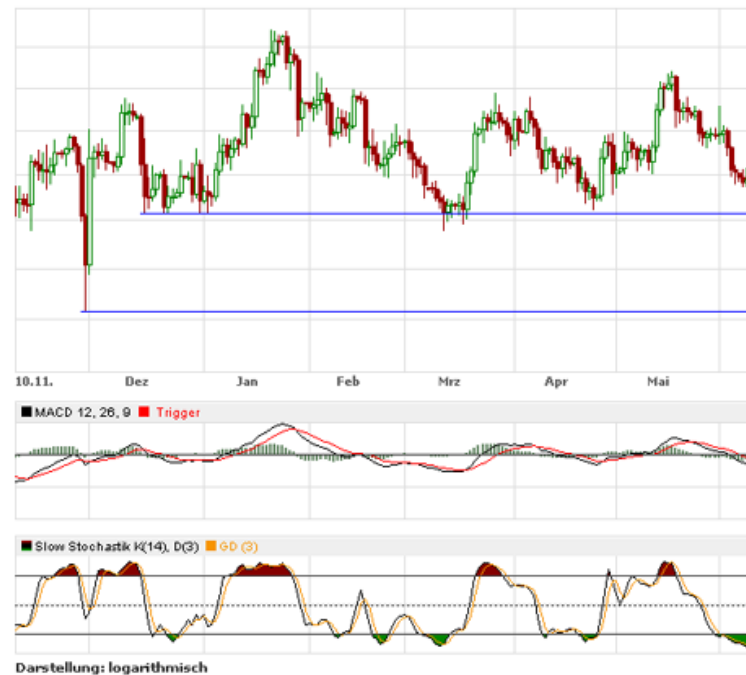 10.11. Dez Jan Feb Mrz Apr Mai
MACD 12, 26, 9 Trigger
Slow Stochastik K(14), D(3) GD (3)
Darstellung: logarithmisch